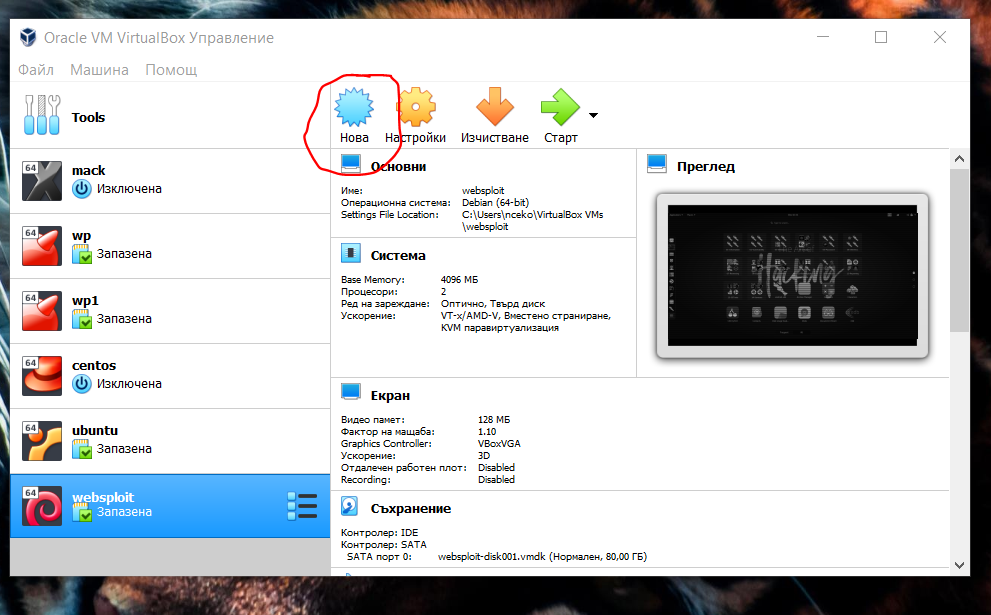 Oracle VM VirtualBox Управление
Файл Машина Помощ
Tools
Нова Настройки Изчистване Старт
64 mack
Изключена
64 wp
Запазена
64 wp1
Запазена
64 centos
Изключена
64 ubuntu
Запазена
64 websploit
Запазена
Основни
Име: websploit
Операционна система: Debian (64-bit)
Settings File Location: C:\Users\nceko\VirtualBox VMs
\websploit
Система
Base Memory: 4096 МБ
Процесори: 2
Ред на зареждане: Оптично, Твърд диск
Ускорение: VT-x/AMD-V, Вместено страниране,
KVM паравиртуализация
Преглед
Hacking
Екран
Видео памет: 128 МБ
Фактор на мащаба: 1.10
Graphics Controller: VBoxVGA
Ускорение: 3D
Отдалечен работен плот: Disabled
Recording: Disabled
Съхранение
Контролер: IDE
Контролер: SATA
SATA порт 0: websploit-disk001.vmdk (Нормален, 80,00 ГБ)